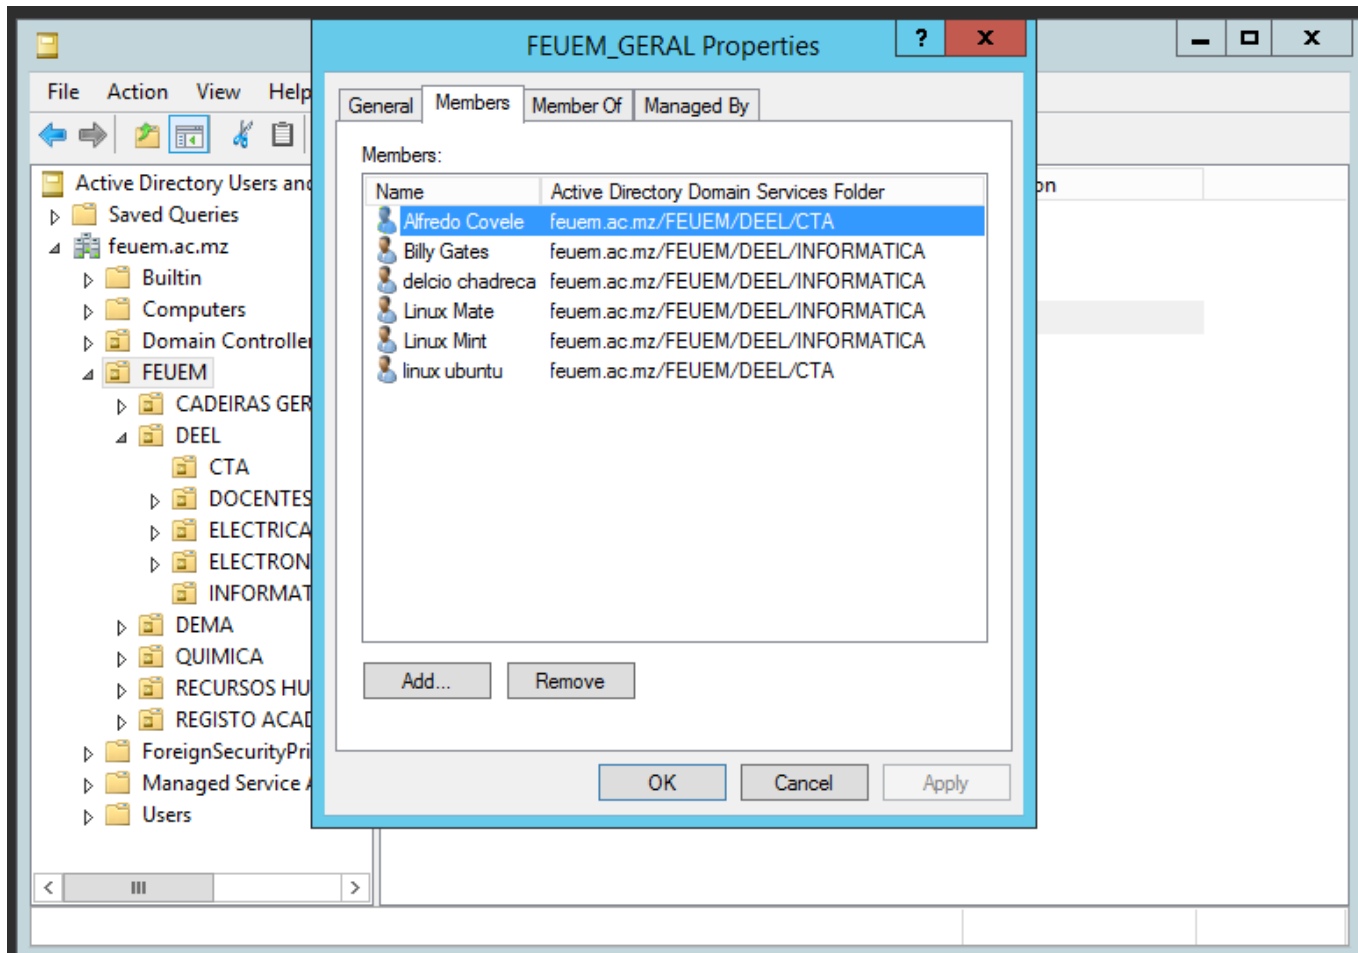 FEUEM_GERAL Properties
? x
x
File Action View Help
General Members Member Of Managed By
Members:
Name Active Directory Domain Services Folder
Alfredo Covele feuem.ac.mz/FEUEM/DEEL/CTA
Billy Gates feuem.ac.mz/FEUEM/DEEL/INFORMATICA
delcio chadreca feuem.ac.mz/FEUEM/DEEL/INFORMATICA
Linux Mate feuem.ac.mz/FEUEM/DEEL/INFORMATICA
Linux Mint feuem.ac.mz/FEUEM/DEEL/INFORMATICA
linux ubuntu feuem.ac.mz/FEUEM/DEEL/CTA
Add... Remove
OK Cancel Apply
Active Directory Users and
Saved Queries
feuem.ac.mz
Builtin
Computers
Domain Controller
FEUEM
CADEIRAS GER
DEEL
CTA
DOCENTES
ELECTRICA
ELECTRON
INFORMAT
DEMA
QUIMICA
RECURSOS HU
REGISTO ACAD
ForeignSecurityPri
Managed Service A
Users
on